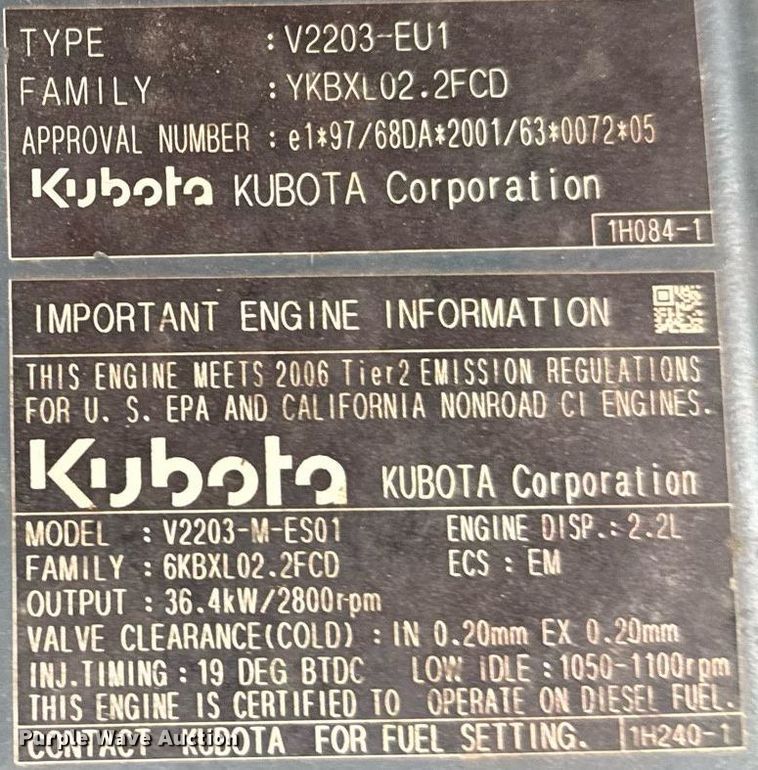 TYPE : V2203-EU1
FAMILY : YKBXL02.2FCD
APPROVAL NUMBER : e1*97/68DA*2001/63*0072*05
Kubota KUBOTA Corporation
1H084-1
IMPORTANT ENGINE INFORMATION
THIS ENGINE MEETS 2006 Tier2 EMISSION REGULATIONS
FOR U. S. EPA AND CALIFORNIA NONROAD CI ENGINES.
Kubota KUBOTA Corporation
MODEL : V2203-M-ES01 ENGINE DISP.: 2.2L
FAMILY : 6KBXL02.2FCD ECS : EM
OUTPUT : 36.4kW/2800rpm
VALVE CLEARANCE(COLD) : IN 0.20mm EX 0.20mm
INJ.TIMING : 19 DEG BTDC LOW IDLE : 1050-1100rpm
THIS ENGINE IS CERTIFIED TO OPERATE ON DIESEL FUEL.
CONTACT KUBOTA FOR FUEL SETTING. 1H240-1
Purple Wave Auction